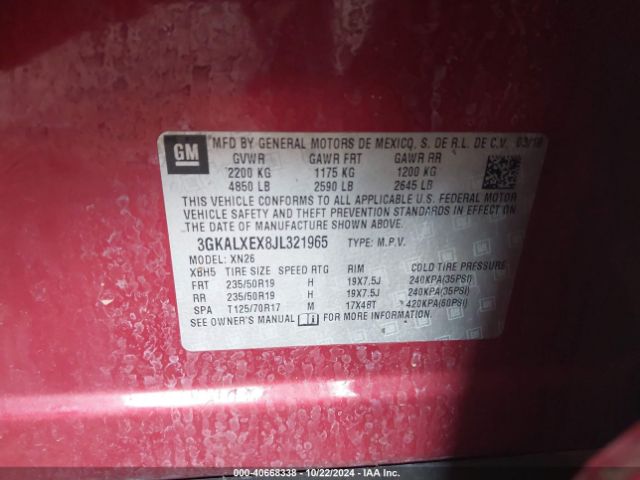 GM
MFD BY GENERAL MOTORS DE MEXICO, S. DE R.L. DE C.V. 03/18
GVWR GAWR FRT GAWR RR
2200 KG 1175 KG 1200 KG
4850 LB 2590 LB 2645 LB
THIS VEHICLE CONFORMS TO ALL APPLICABLE U.S. FEDERAL MOTOR
VEHICLE SAFETY AND THEFT PREVENTION STANDARDS IN EFFECT ON
THE DATE OF MANUFACTURE SHOWN ABOVE.
3GKALXEX8JL321965 TYPE: M.P.V.
MODEL: XN26
XBH5 TIRE SIZE SPEED RTG RIM COLD TIRE PRESSURE
FRT 235/50R19 H 19X7.5J 240KPA(35PSI)
RR 235/50R19 H 19X7.5J 240KPA(35PSI)
SPA T125/70R17 M 17X4BT 420KPA(60PSI)
SEE OWNER'S MANUAL FOR MORE INFORMATION.
000-40668338 - 10/22/2024 - IAAI.com